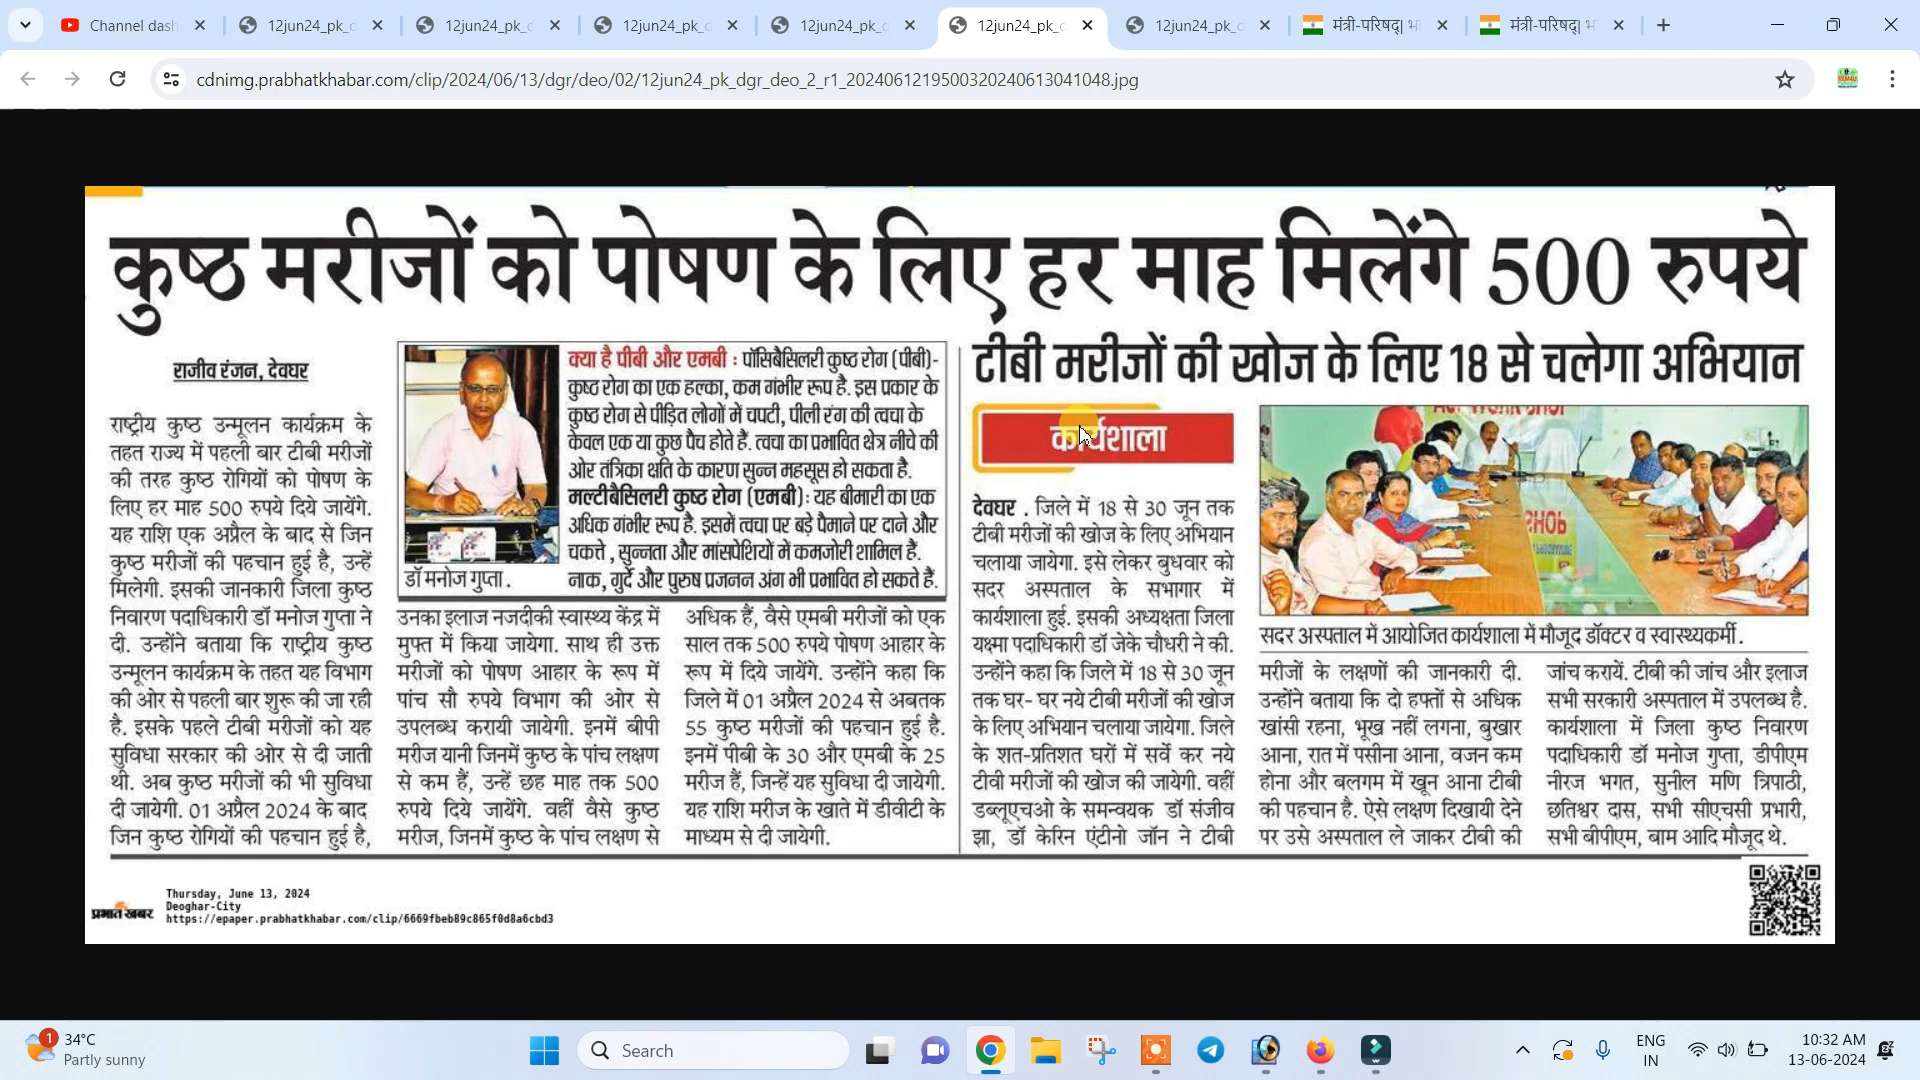 Channel dash
12jun24_pk_d
12jun24_pk_d
12jun24_pk_d
12jun24_pk_d
12jun24_pk_d
12jun24_pk_d
मंत्री-परिषद्| भा
मंत्री-परिषद्| भ
cdnimg.prabhatkhabar.com/clip/2024/06/13/dgr/deo/02/12jun24_pk_dgr_deo_2_r1_20240612195003202406130410​48.jpg
कुष्ठ मरीजों को पोषण के लिए हर माह मिलेंगे 500 रुपये
राजीव रंजन, देवघर
राष्ट्रीय कुष्ठ उन्मूलन कार्यक्रम के
तहत राज्य में पहली बार टीबी मरीजों
की तरह कुष्ठ रोगियों को पोषण के
लिए हर माह 500 रुपये दिये जायेंगे.
यह राशि एक अप्रैल के बाद से जिन
कुष्ठ मरीजों की पहचान हुई है, उन्हें
मिलेगी. इसकी जानकारी जिला कुष्ठ
निवारण पदाधिकारी डॉ मनोज गुप्ता ने
दी. उन्होंने बताया कि राष्ट्रीय कुष्ठ
उन्मूलन कार्यक्रम के तहत यह विभाग
की ओर से पहली बार शुरू की जा रही
है. इसके पहले टीबी मरीजों को यह
सुविधा सरकार की ओर से दी जाती
थी. अब कुष्ठ मरीजों को भी सुविधा
दी जायेगी. 01 अप्रैल 2024 के बाद
जिन कुष्ठ रोगियों की पहचान हुई है,
डॉ मनोज गुप्ता.
क्या है पीबी और एमबी : पॉसिबैसिलरी कुष्ठ रोग (पीबी)-
कुष्ठ रोग का एक हल्का, कम गंभीर रूप है. इस प्रकार के
कुष्ठ रोग से पीड़ित लोगों में चपटी, पीली रंग की त्वचा के
केवल एक या कुछ पैच होते हैं. त्वचा का प्रभावित क्षेत्र नीचे की
ओर तंत्रिका क्षति के कारण सुन्न महसूस हो सकता है.
मल्टीबैसिलरी कुष्ठ रोग (एमबी): यह बीमारी का एक
अधिक गंभीर रूप है. इसमें त्वचा पर बड़े पैमाने पर दाने और
चकत्ते , सुन्नता और मांसपेशियों में कमजोरी शामिल हैं.
नाक, गुर्दे और पुरुष प्रजनन अंग भी प्रभावित हो सकते हैं.
उनका इलाज नजदीकी स्वास्थ्य केंद्र में
मुफ्त में किया जायेगा. साथ ही उक्त
मरीजों को पोषण आहार के रूप में
पांच सौ रुपये विभाग की ओर से
उपलब्ध करायी जायेगी. इनमें बीपी
मरीज यानी जिनमें कुष्ठ के पांच लक्षण
से कम हैं, उन्हें छह माह तक 500
रुपये दिये जायेंगे. वहीं वैसे कुष्ठ
मरीज, जिनमें कुष्ठ के पांच लक्षण से
अधिक हैं, वैसे एमबी मरीजों को एक
साल तक 500 रुपये पोषण आहार के
रूप में दिये जायेंगे. उन्होंने कहा कि
जिले में 01 अप्रैल 2024 से अबतक
55 कुष्ठ मरीजों की पहचान हुई है.
इनमें पीबी के 30 और एमबी के 25
मरीज हैं, जिन्हें यह सुविधा दी जायेगी.
यह राशि मरीज के खाते में डीवीटी के
माध्यम से दी जायेगी.
टीबी मरीजों की खोज के लिए 18 से चलेगा अभियान
कार्यशाला
देवघर . जिले में 18 से 30 जून तक
टीबी मरीजों की खोज के लिए अभियान
चलाया जायेगा. इसे लेकर बुधवार को
सदर अस्पताल के सभागार में
कार्यशाला हुई. इसकी अध्यक्षता जिला
यक्ष्मा पदाधिकारी डॉ जेके चौधरी ने की.
उन्होंने कहा कि जिले में 18 से 30 जून
तक घर- घर नये टीबी मरीजों की खोज
के लिए अभियान चलाया जायेगा. जिले
के शत-प्रतिशत घरों में सर्वे कर नये
टीवी मरीजों की खोज की जायेगी. वहीं
डब्लूएचओ के समन्वयक डॉ संजीव
झा, डॉ केरिन एंटीनो जॉन ने टीबी
सदर अस्पताल में आयोजित कार्यशाला में मौजूद डॉक्टर व स्वास्थ्यकर्मी.
मरीजों के लक्षणों की जानकारी दी.
उन्होंने बताया कि दो हफ्तों से अधिक
खांसी रहना, भूख नहीं लगना, बुखार
आना, रात में पसीना आना, वजन कम
होना और बलगम में खून आना टीबी
की पहचान है. ऐसे लक्षण दिखायी देने
पर उसे अस्पताल ले जाकर टीबी की
जांच करायें. टीबी की जांच और इलाज
सभी सरकारी अस्पताल में उपलब्ध है.
कार्यशाला में जिला कुष्ठ निवारण
पदाधिकारी डॉ मनोज गुप्ता, डीपीएम
नीरज भगत, सुनील मणि त्रिपाठी,
छतिश्वर दास, सभी सीएचसी प्रभारी,
सभी बीपीएम, बाम आदि मौजूद थे.
प्रभात खबर
Thursday, June 13, 2024
Deoghar-City
https://epaper.prabhatkhabar.com/clip/6669fbeb89c865f0d8a6cbd3
1
34°C
Partly sunny
Search
ENG
IN
10:32 AM
13-06-2024